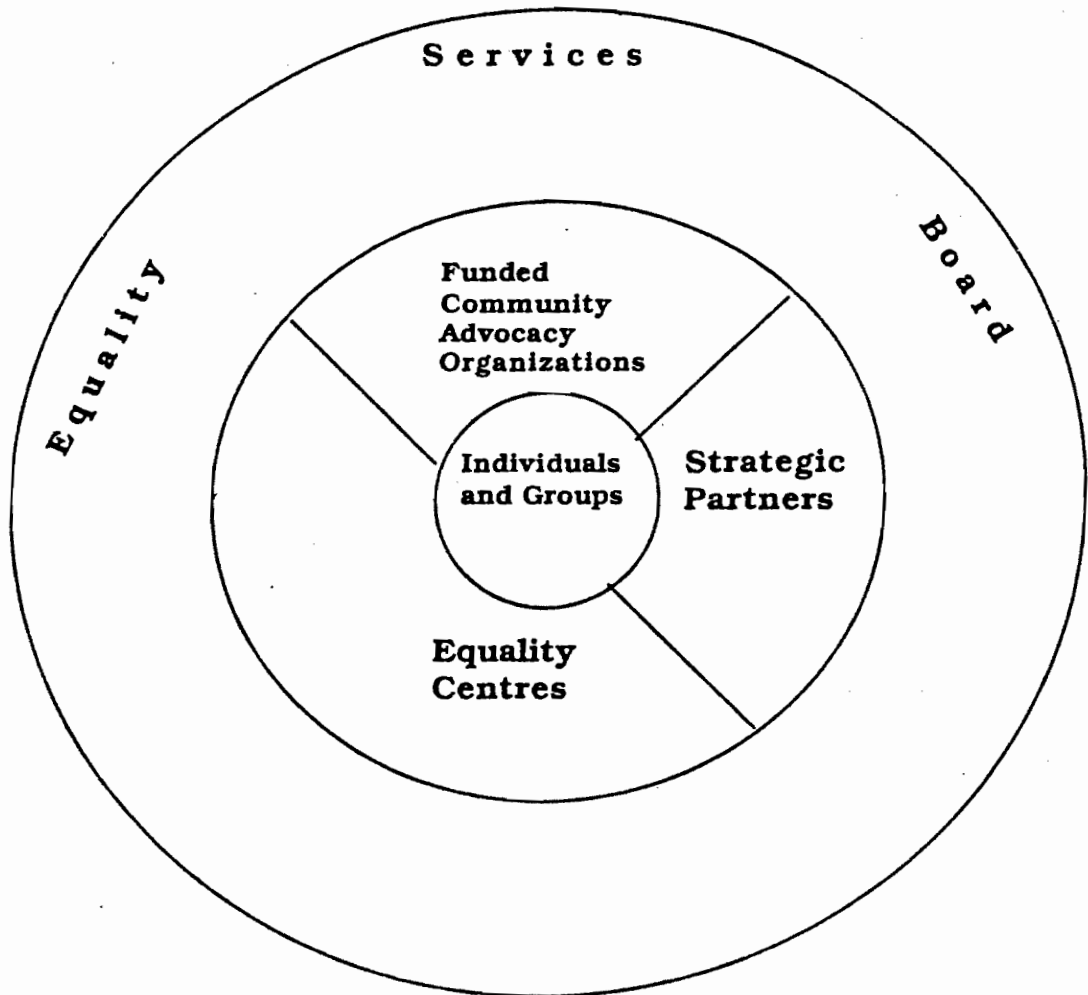 Equality Services Board
Funded
Community
Advocacy
Organizations
Individuals
and Groups
Strategic
Partners
Equality
Centres